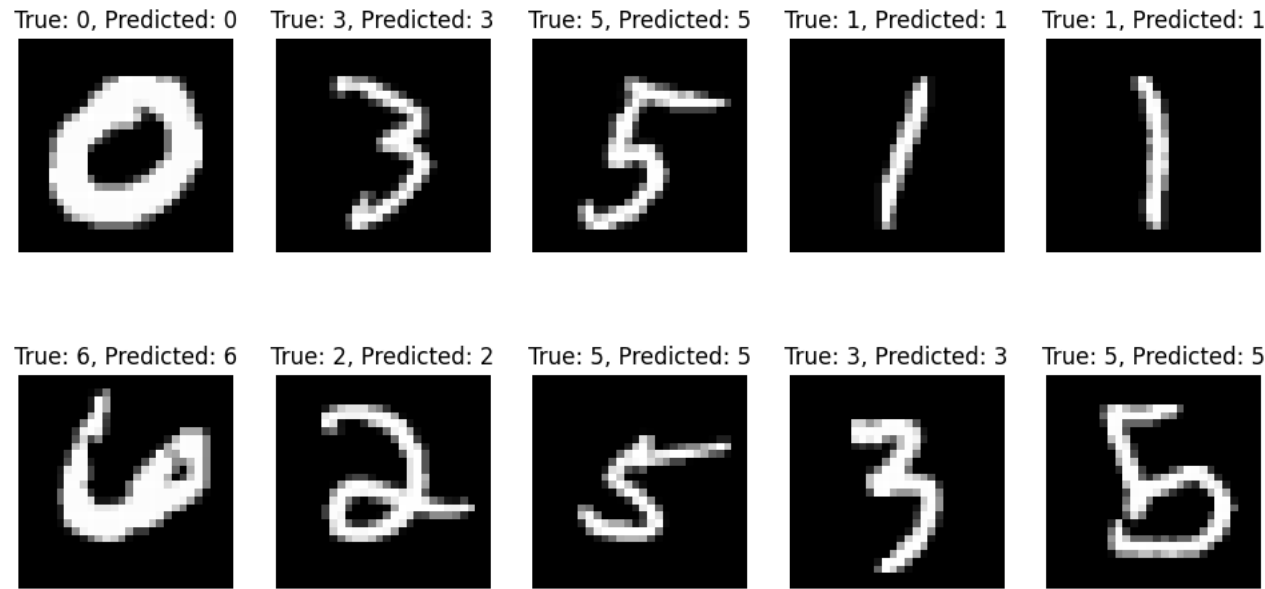 True: 0, Predicted: 0
True: 3, Predicted: 3
True: 5, Predicted: 5
True: 1, Predicted: 1
True: 1, Predicted: 1
0
3
5
1
1
True: 6, Predicted: 6
True: 2, Predicted: 2
True: 5, Predicted: 5
True: 3, Predicted: 3
True: 5, Predicted: 5
6
2
5
3
5